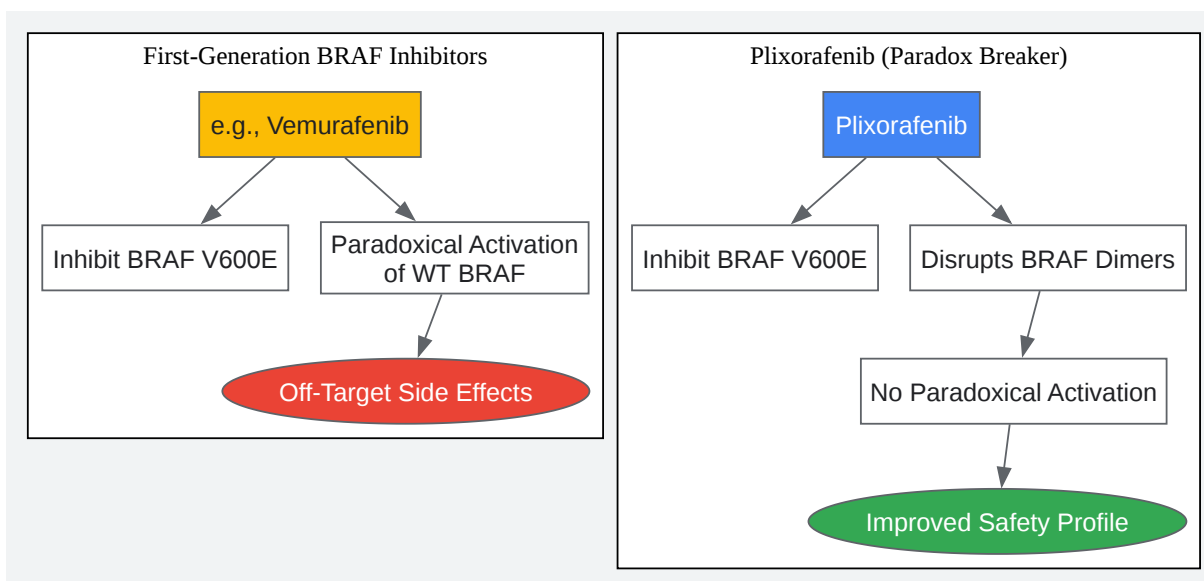 First-Generation BRAF Inhibitors
e.g., Vemurafenib
Inhibit BRAF V600E
Paradoxical Activation
of WT BRAF
Off-Target Side Effects
Plixorafenib (Paradox Breaker)
Plixorafenib
Inhibit BRAF V600E
Disrupts BRAF Dimers
No Paradoxical Activation
Improved Safety Profile